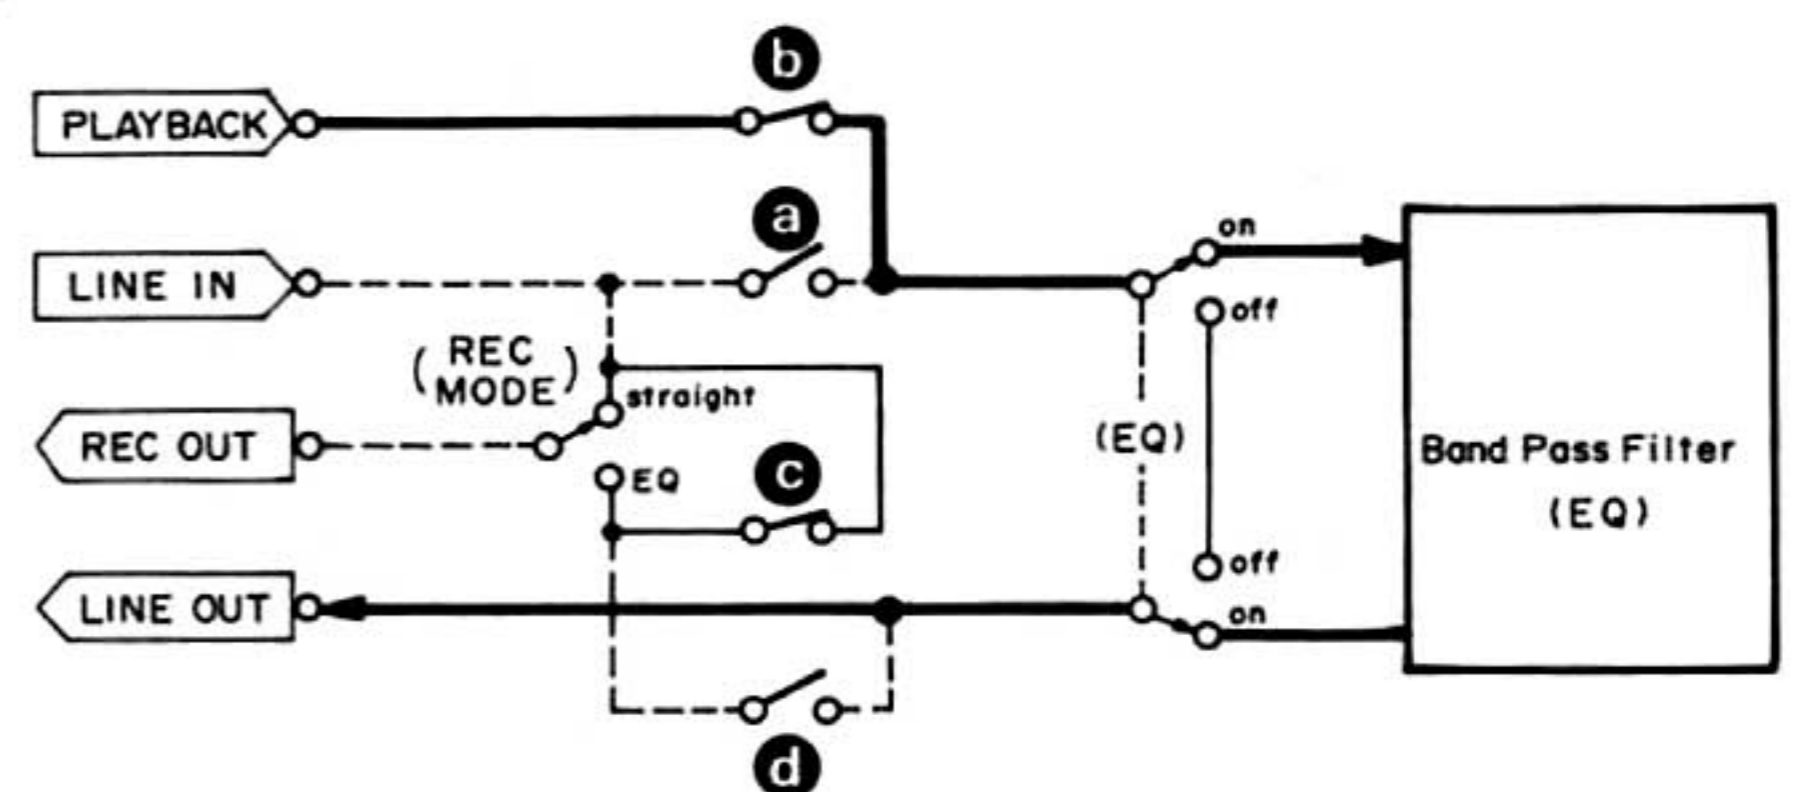 b
PLAYBACK
a
on
LINE IN
off
(REC
MODE)
straight
(EQ)
REC OUT
c
EQ
Band Pass Filter
(EQ)
off
LINE OUT
on
d